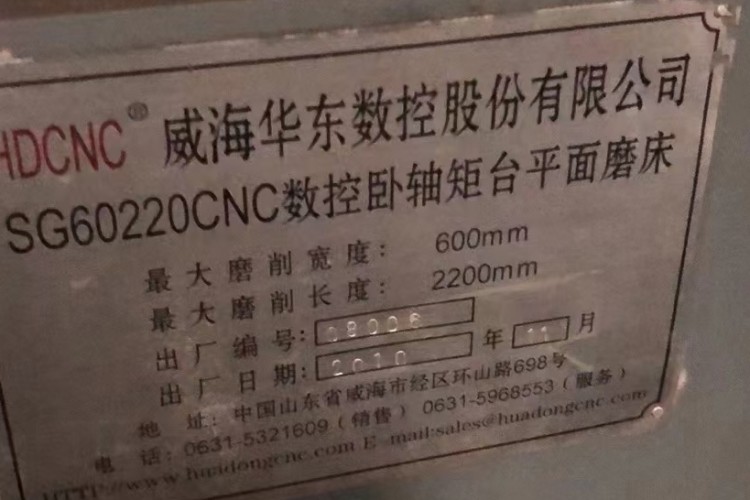 HDCNC® 威海华东数控股份有限公司
SG60220CNC数控卧轴矩台平面磨床
最大磨削宽度: 600mm
最大磨削长度: 2200mm
出厂编号: 08006
出厂日期: 2010 年 11 月
地 址: 中国山东省威海市经区环山路698号
电 话: 0631-5321609(销售) 0631-5968553(服务)
HTTP://www.huadongcnc.com E-mail:sales@huadongcnc.com